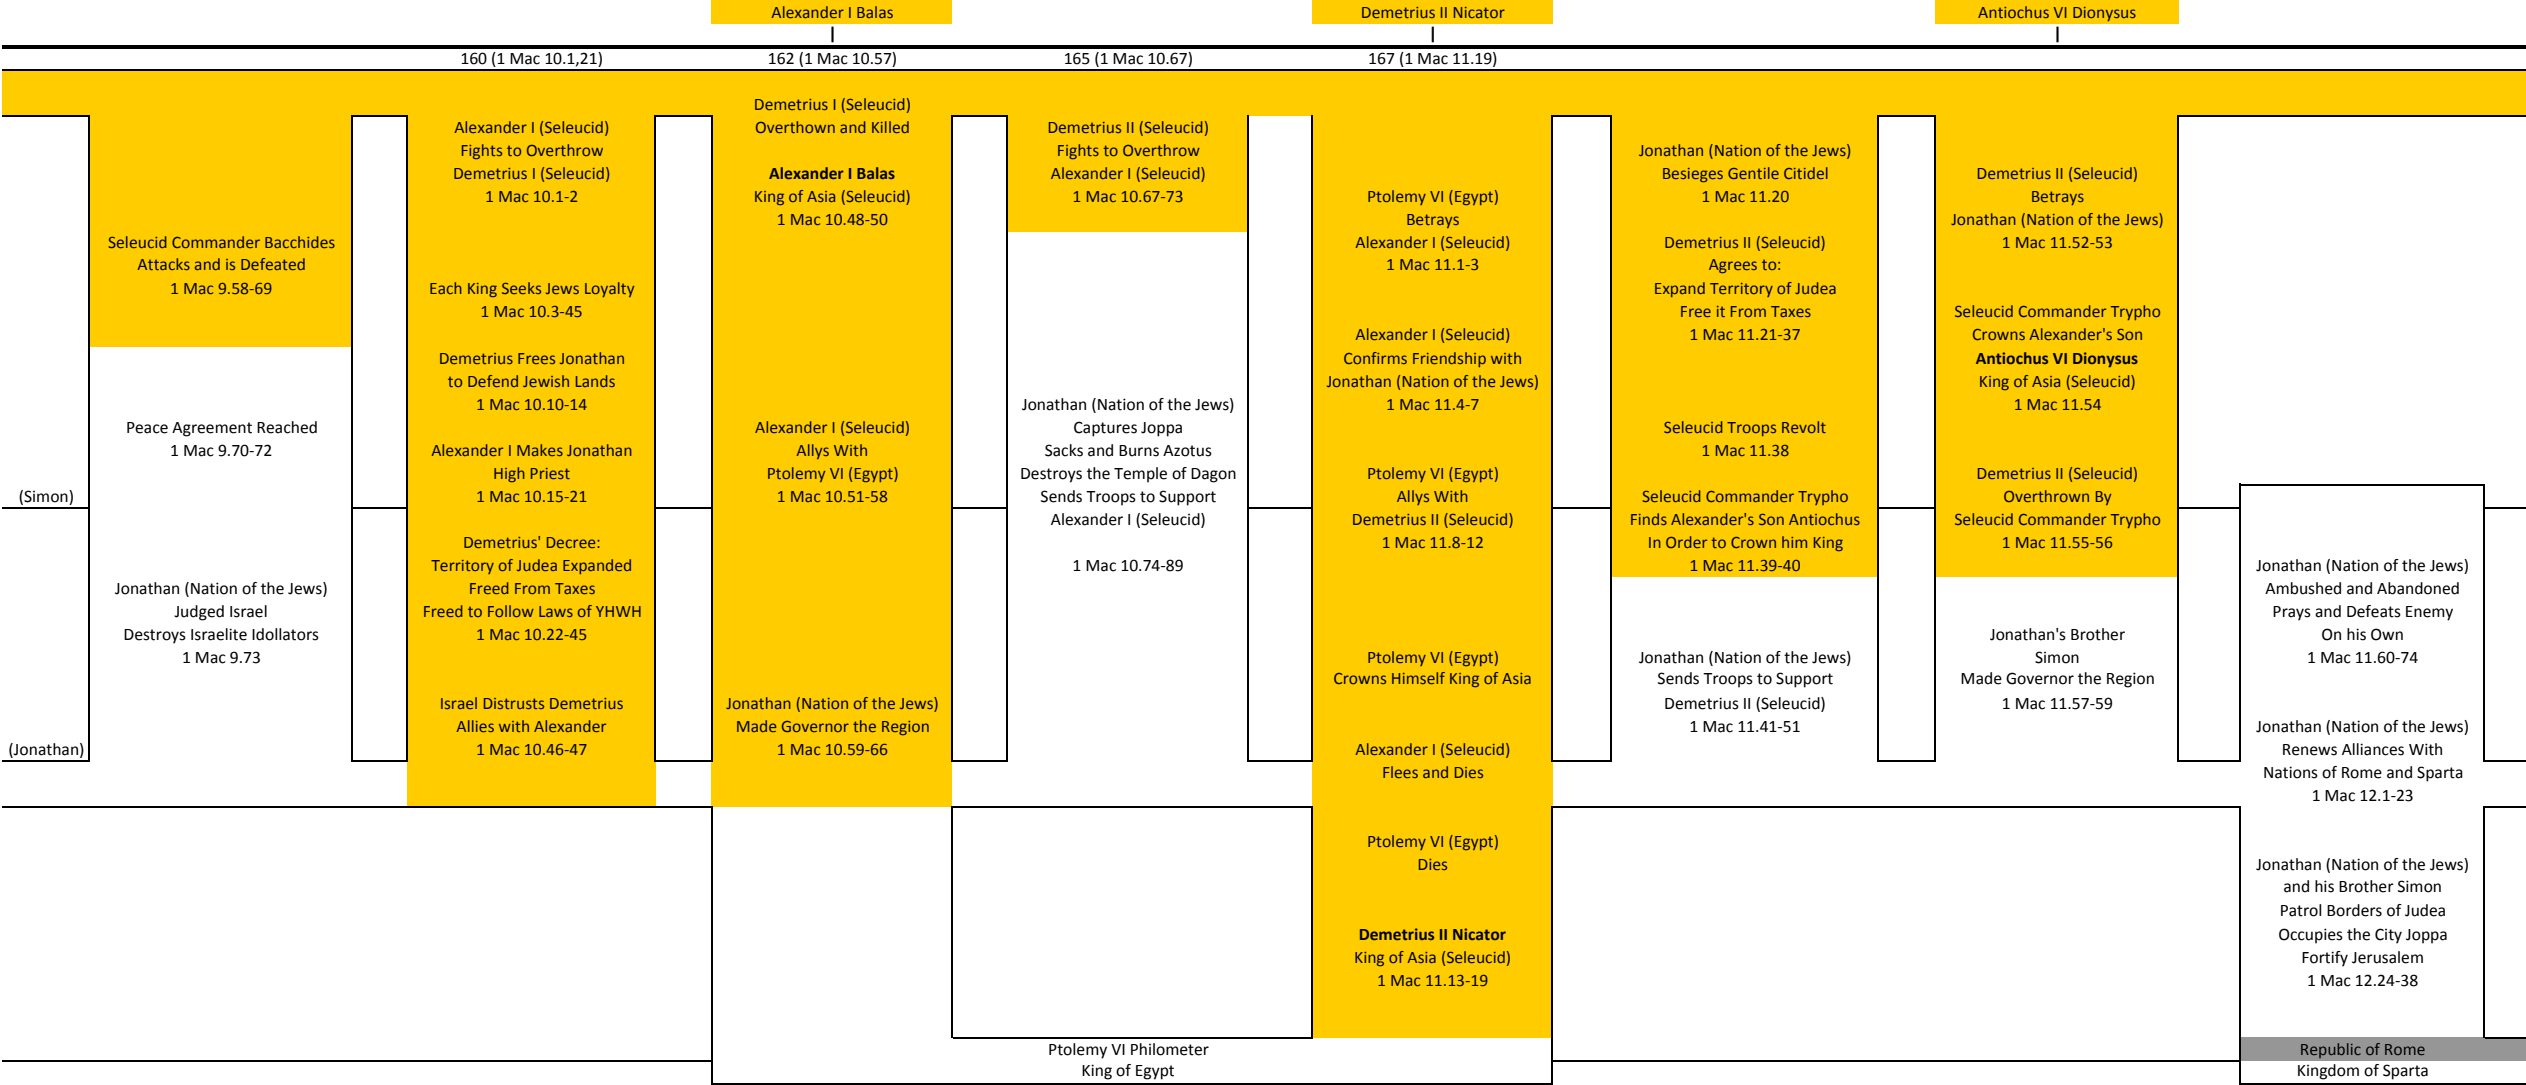 Alexander I Balas
Demetrius II Nicator
Antiochus VI Dionysus
160 (1 Mac 10.1,21)
162 (1 Mac 10.57)
165 (1 Mac 10.67)
167 (1 Mac 11.19)
(Simon)
(Jonathan)
Seleucid Commander Bacchides
Attacks and is Defeated
1 Mac 9.58-69
Peace Agreement Reached
1 Mac 9.70-72
Jonathan (Nation of the Jews)
Judged Israel
Destroys Israelite Idollators
1 Mac 9.73
Alexander I (Seleucid)
Fights to Overthrow
Demetrius I (Seleucid)
1 Mac 10.1-2
Each King Seeks Jews Loyalty
1 Mac 10.3-45
Demetrius Frees Jonathan
to Defend Jewish Lands
1 Mac 10.10-14
Alexander I Makes Jonathan
High Priest
1 Mac 10.15-21
Demetrius' Decree:
Territory of Judea Expanded
Freed From Taxes
Freed to Follow Laws of YHWH
1 Mac 10.22-45
Israel Distrusts Demetrius
Allies with Alexander
1 Mac 10.46-47
Demetrius I (Seleucid)
Overthown and Killed
Alexander I Balas
King of Asia (Seleucid)
1 Mac 10.48-50
Alexander I (Seleucid)
Allys With
Ptolemy VI (Egypt)
1 Mac 10.51-58
Jonathan (Nation of the Jews)
Made Governor the Region
1 Mac 10.59-66
Demetrius II (Seleucid)
Fights to Overthrow
Alexander I (Seleucid)
1 Mac 10.67-73
Jonathan (Nation of the Jews)
Captures Joppa
Sacks and Burns Azotus
Destroys the Temple of Dagon
Sends Troops to Support
Alexander I (Seleucid)
1 Mac 10.74-89
Ptolemy VI (Egypt)
Betrays
Alexander I (Seleucid)
1 Mac 11.1-3
Alexander I (Seleucid)
Confirms Friendship with
Jonathan (Nation of the Jews)
1 Mac 11.4-7
Ptolemy VI (Egypt)
Allys With
Demetrius II (Seleucid)
1 Mac 11.8-12
Ptolemy VI (Egypt)
Crowns Himself King of Asia
Alexander I (Seleucid)
Flees and Dies
Ptolemy VI (Egypt)
Dies
Demetrius II Nicator
King of Asia (Seleucid)
1 Mac 11.13-19
Jonathan (Nation of the Jews)
Besieges Gentile Citidel
1 Mac 11.20
Demetrius II (Seleucid)
Agrees to:
Expand Territory of Judea
Free it From Taxes
1 Mac 11.21-37
Seleucid Troops Revolt
1 Mac 11.38
Seleucid Commander Trypho
Finds Alexander's Son Antiochus
In Order to Crown him King
1 Mac 11.39-40
Jonathan (Nation of the Jews)
Sends Troops to Support
Demetrius II (Seleucid)
1 Mac 11.41-51
Demetrius II (Seleucid)
Betrays
Jonathan (Nation of the Jews)
1 Mac 11.52-53
Seleucid Commander Trypho
Crowns Alexander's Son
Antiochus VI Dionysus
King of Asia (Seleucid)
1 Mac 11.54
Demetrius II (Seleucid)
Overthrown By
Seleucid Commander Trypho
1 Mac 11.55-56
Jonathan's Brother
Simon
Made Governor the Region
1 Mac 11.57-59
Jonathan (Nation of the Jews)
Ambushed and Abandoned
Prays and Defeats Enemy
On his Own
1 Mac 11.60-74
Jonathan (Nation of the Jews)
Renews Alliances With
Nations of Rome and Sparta
1 Mac 12.1-23
Jonathan (Nation of the Jews)
and his Brother Simon
Patrol Borders of Judea
Occupies the City Joppa
Fortify Jerusalem
1 Mac 12.24-38
Ptolemy VI Philometer
King of Egypt
Republic of Rome
Kingdom of Sparta